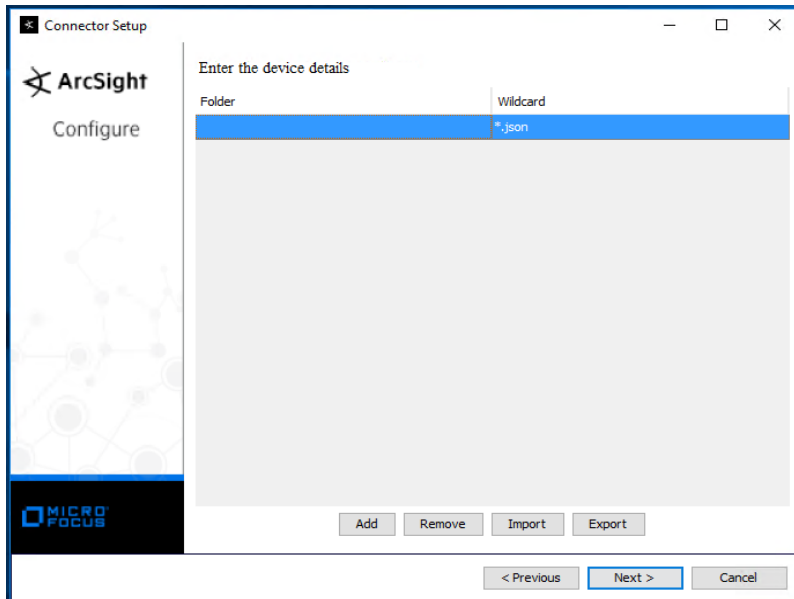 Connector Setup
ArcSight
Configure
Enter the device details
Folder Wildcard
*.json
Add Remove Import Export
MICRO
FOCUS
< Previous Next > Cancel